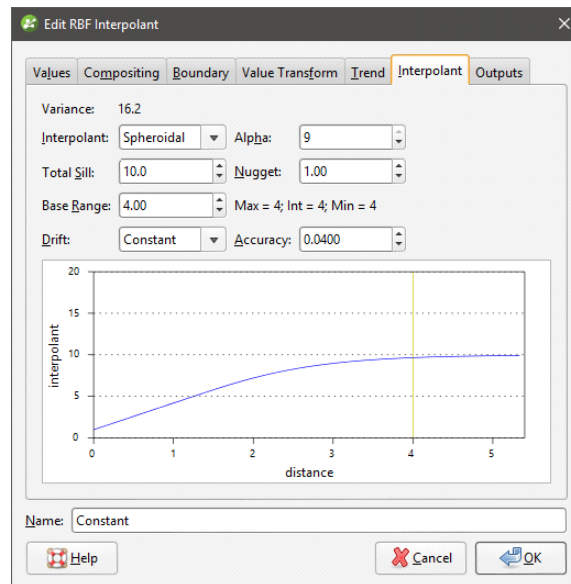 Edit RBF Interpolant
Values Compositing Boundary Value Transform Trend Interpolant Outputs
Variance: 16.2
Interpolant: Spheroidal Alpha: 9
Total Sill: 10.0 Nugget: 1.00
Base Range: 4.00 Max = 4; Int = 4; Min = 4
Drift: Constant Accuracy: 0.0400
20
15
10
5
0
interpolant
0 1 2 3 4 5
distance
Name: Constant
Help Cancel OK